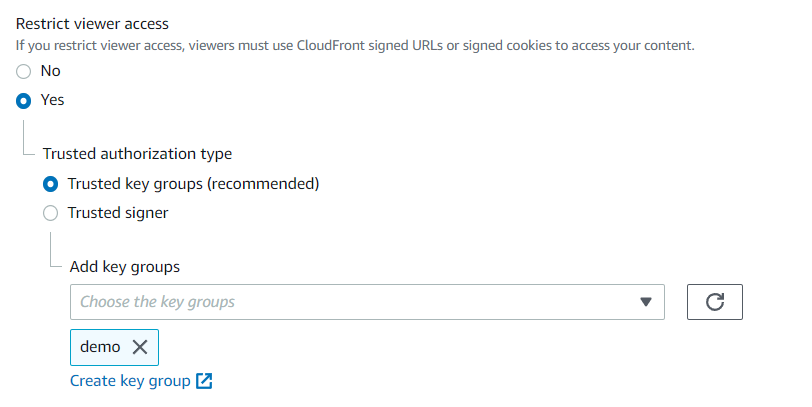 Restrict viewer access
If you restrict viewer access, viewers must use CloudFront signed URLs or signed cookies to access your content.
No
Yes
Trusted authorization type
Trusted key groups (recommended)
Trusted signer
Add key groups
Choose the key groups
demo
Create key group